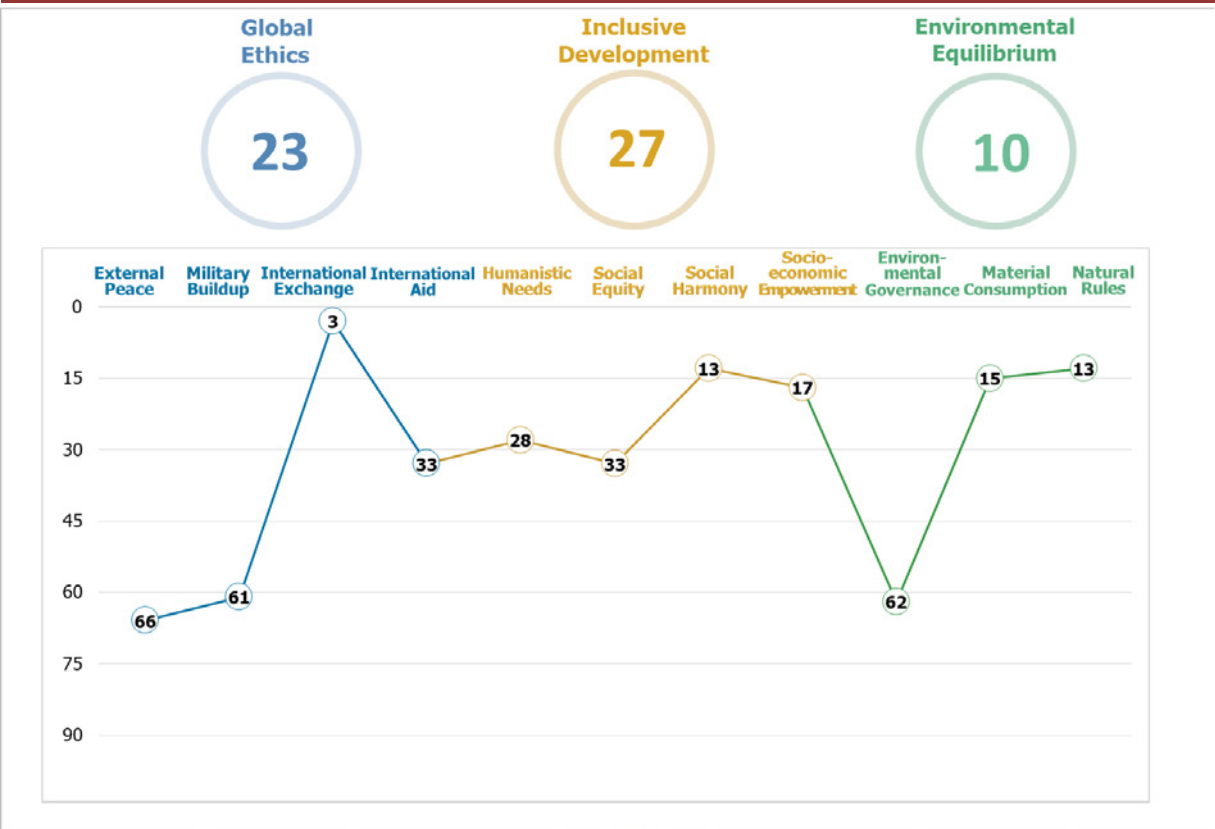 Global
Ethics
Inclusive
Development
Environmental
Equilibrium
23
27
10
External
Peace
Military
Buildup
International
Exchange
International
Aid
Humanistic
Needs
Social
Equity
Social
Harmony
Socio-
economic
Empowerment
Environ-
mental
Governance
Material
Consumption
Natural
Rules
0
15
30
45
60
75
90
66
61
3
33
28
33
13
17
62
15
13